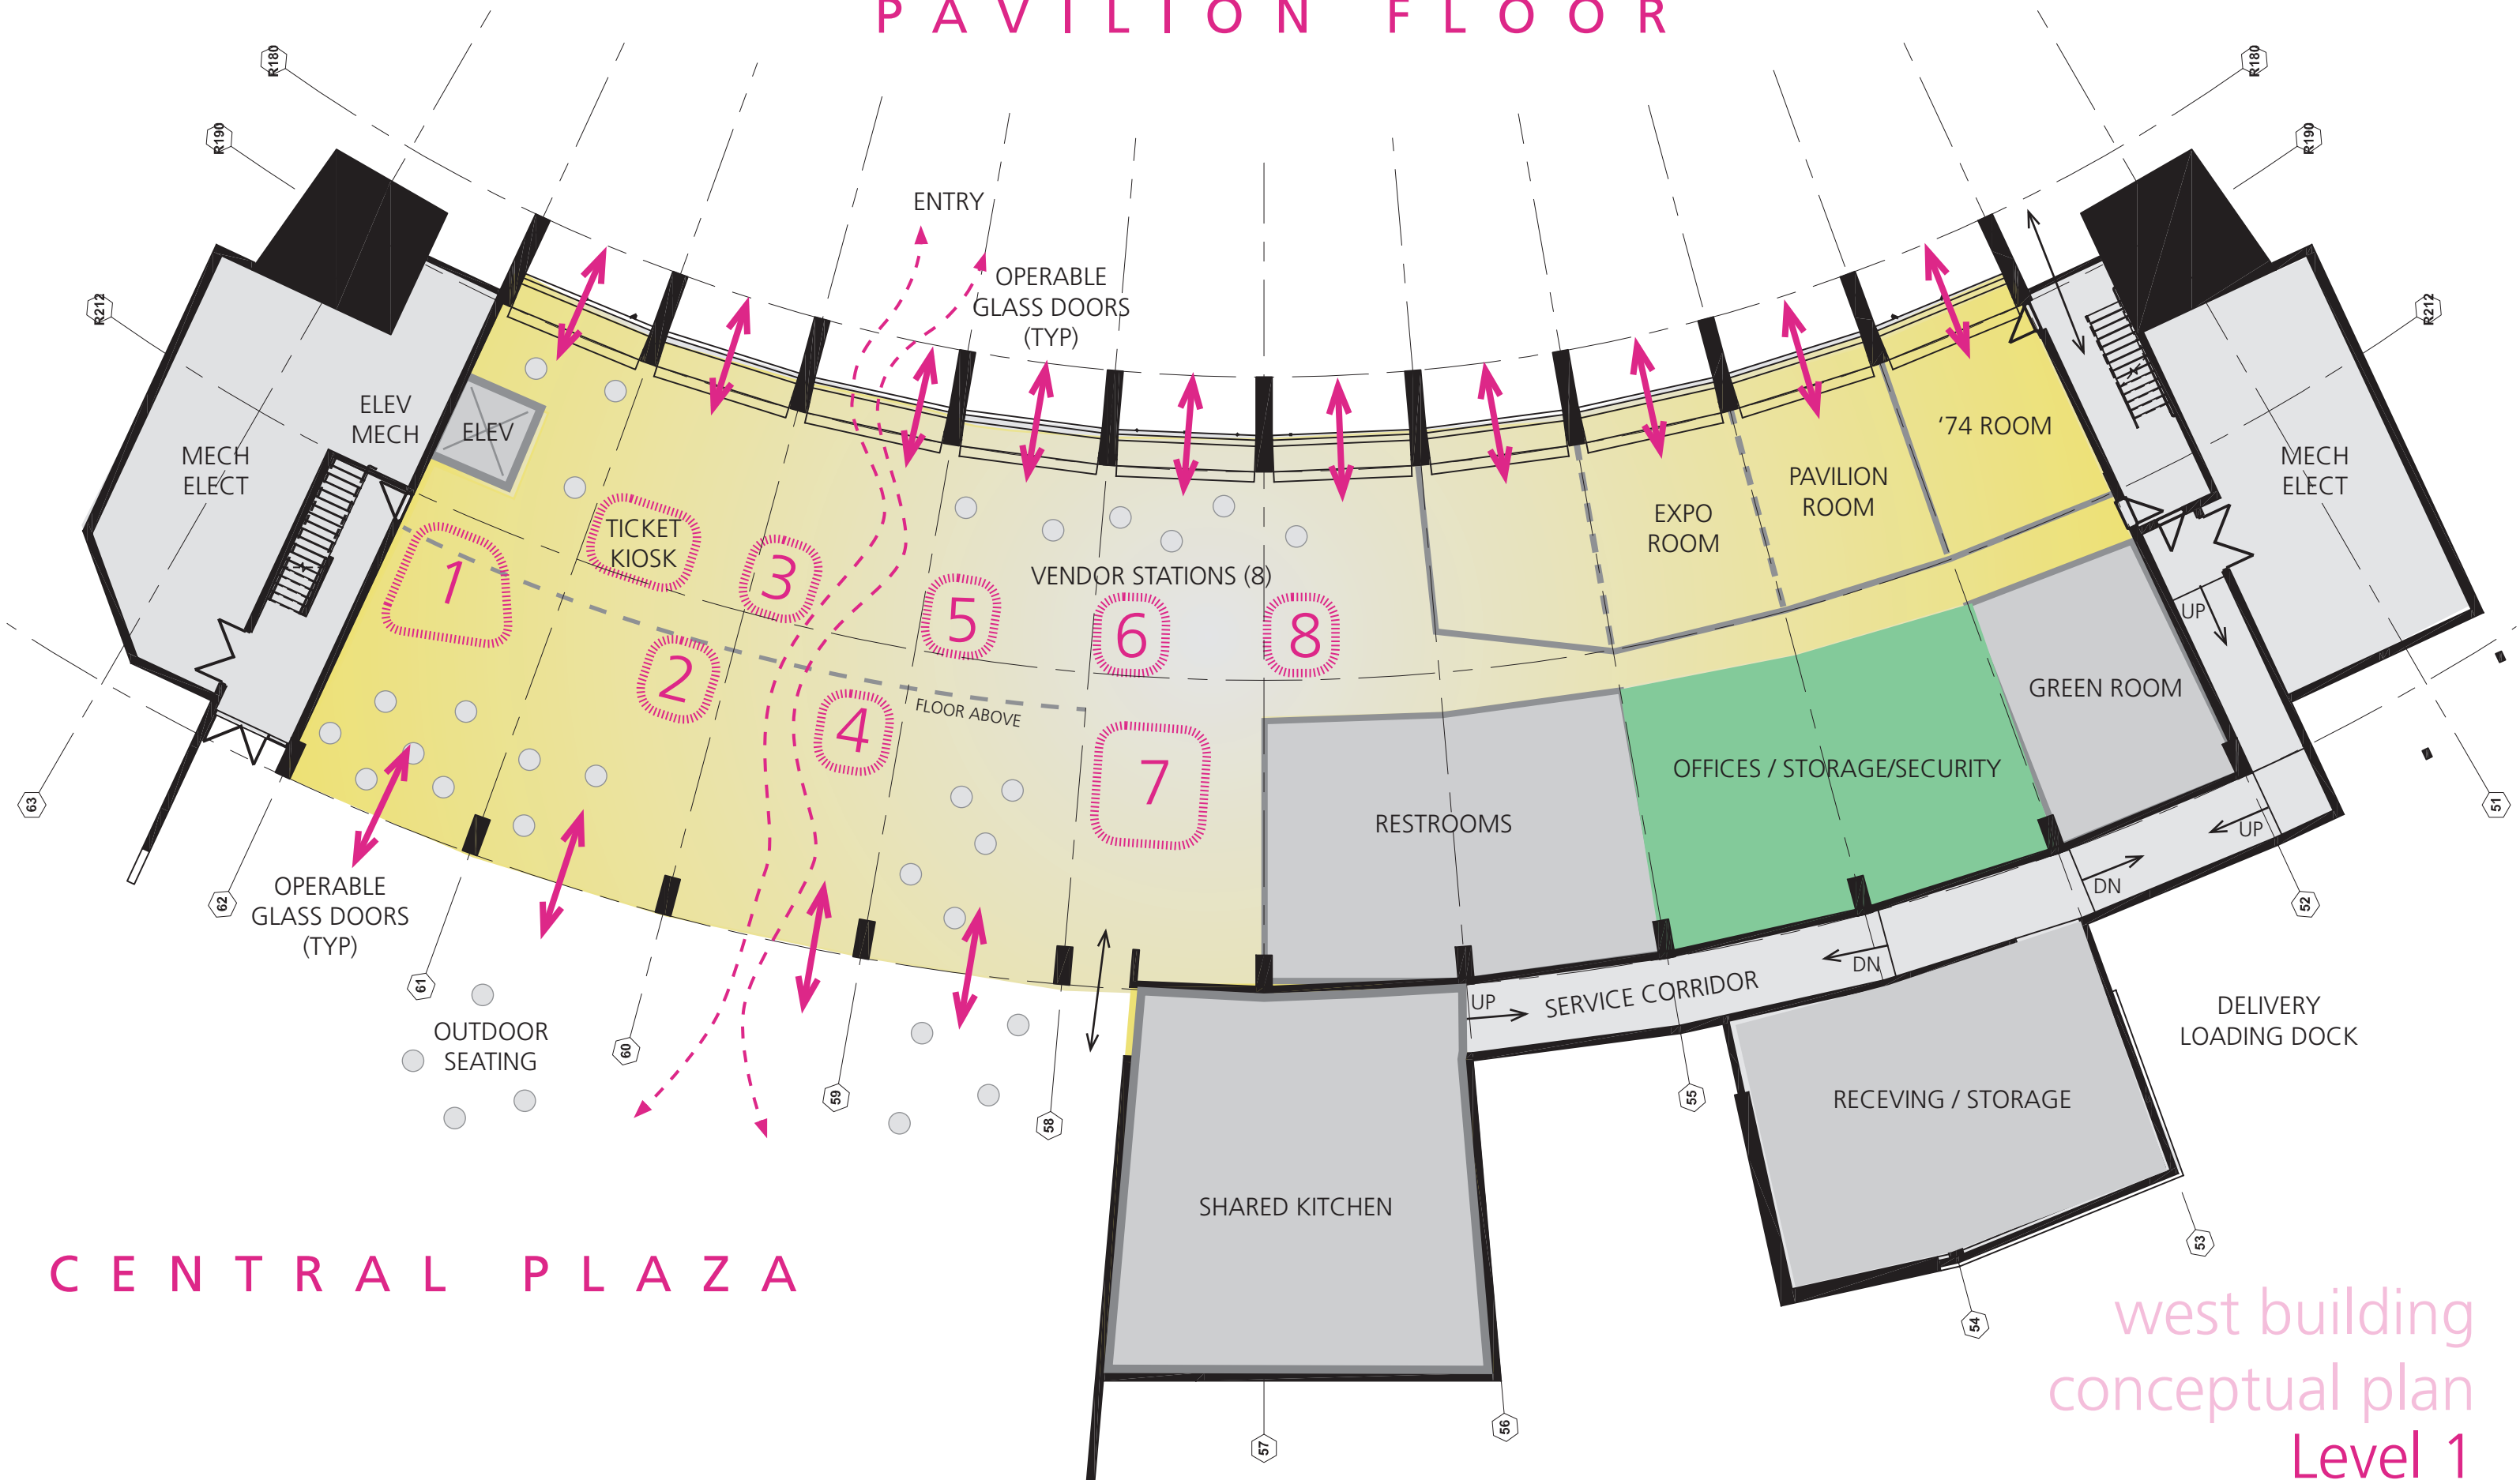 PAVILION FLOOR
R180
R180
R190
R190
ENTRY
OPERABLE
GLASS DOORS
(TYP)
R212
R212
ELEV
MECH
ELEV
MECH
ELECT
'74 ROOM
MECH
ELECT
PAVILION
ROOM
EXPO
ROOM
TICKET
KIOSK
1
3
VENDOR STATIONS (8)
5
6
8
2
UP
FLOOR ABOVE
4
7
GREEN ROOM
OFFICES / STORAGE/SECURITY
RESTROOMS
63
51
UP
62
52
OPERABLE
GLASS DOORS
(TYP)
DN
DN
61
UP
SERVICE CORRIDOR
OUTDOOR
SEATING
DELIVERY
LOADING DOCK
60
59
58
55
RECEVING / STORAGE
SHARED KITCHEN
53
CENTRAL PLAZA
54
56
57
west building
conceptual plan
Level 1